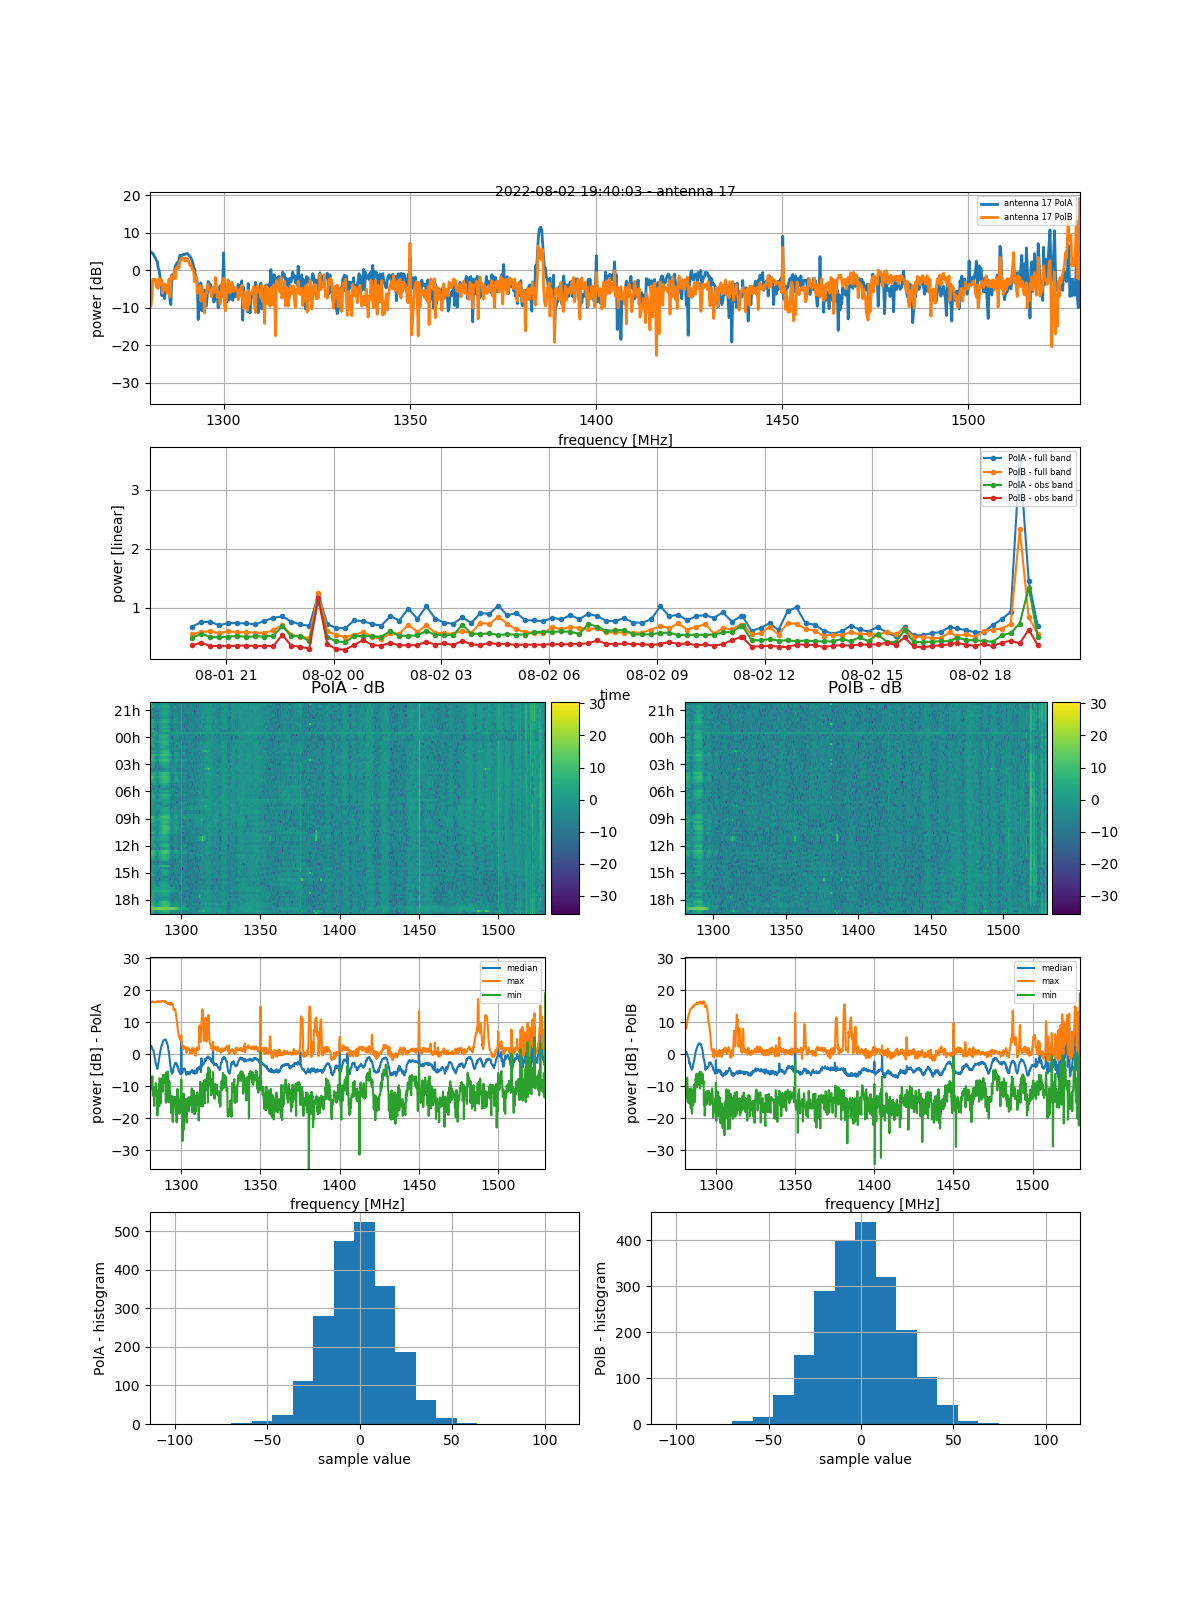 2022-08-02 19:40:03 - antenna 17
power [dB]
20
10
0
−10
−20
−30
antenna 17 PolA
antenna 17 PolB
1300 1350 1400 1450 1500
frequency [MHz]
power [linear]
3
2
1
PolA - full band
PolB - full band
PolA - obs band
PolB - obs band
08-01 21 08-02 00 08-02 03 08-02 06 08-02 09 08-02 12 08-02 15 08-02 18
time
PolA - dB
21h
00h
03h
06h
09h
12h
15h
18h
1300 1350 1400 1450 1500
30
20
10
0
−10
−20
−30
PolB - dB
21h
00h
03h
06h
09h
12h
15h
18h
1300 1350 1400 1450 1500
30
20
10
0
−10
−20
−30
power [dB] - PolA
30
20
10
0
−10
−20
−30
median
max
min
1300 1350 1400 1450 1500
frequency [MHz]
power [dB] - PolB
30
20
10
0
−10
−20
−30
median
max
min
1300 1350 1400 1450 1500
frequency [MHz]
PolA - histogram
500
400
300
200
100
0
−100 −50 0 50 100
sample value
PolB - histogram
400
300
200
100
0
−100 −50 0 50 100
sample value